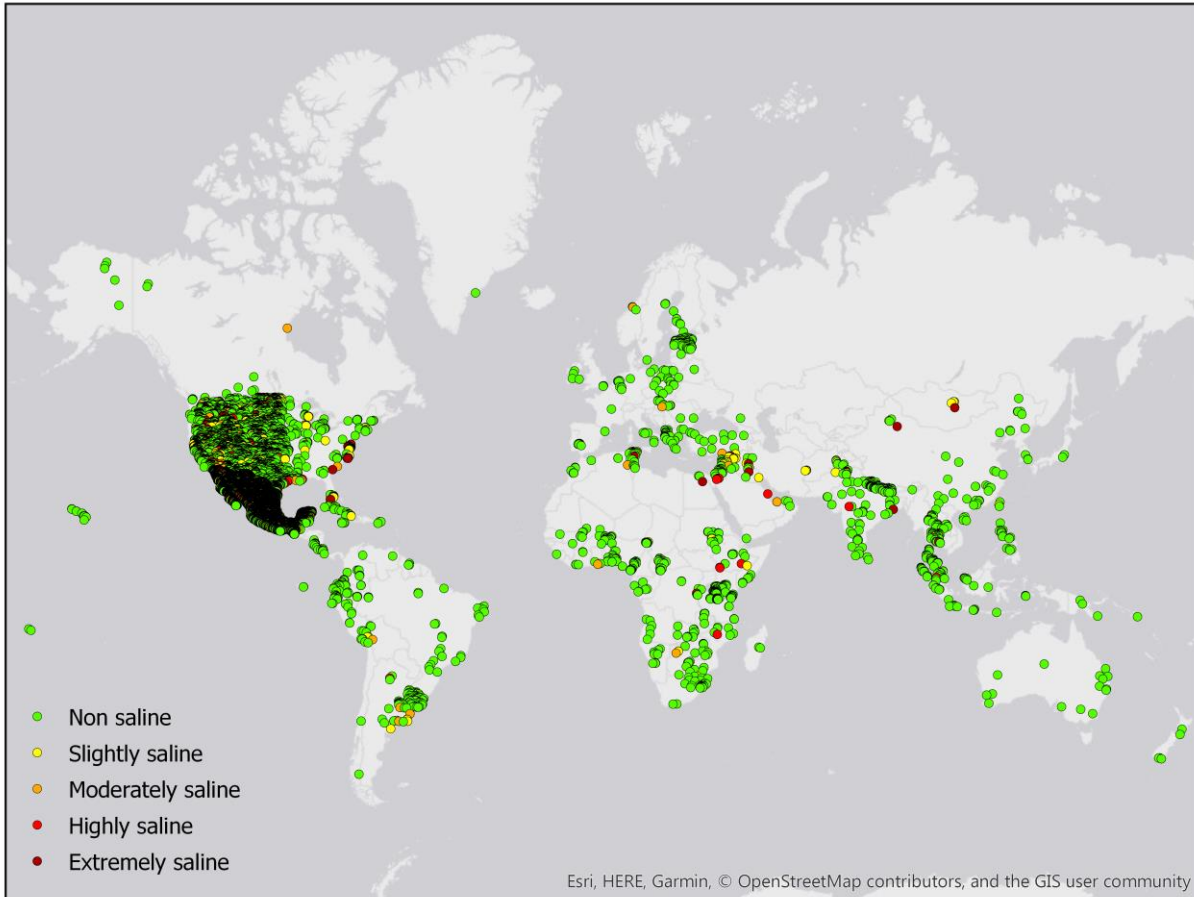 Non saline
Slightly saline
Moderately saline
Highly saline
Extremely saline
Esri, HERE, Garmin, © OpenStreetMap contributors, and the GIS user community